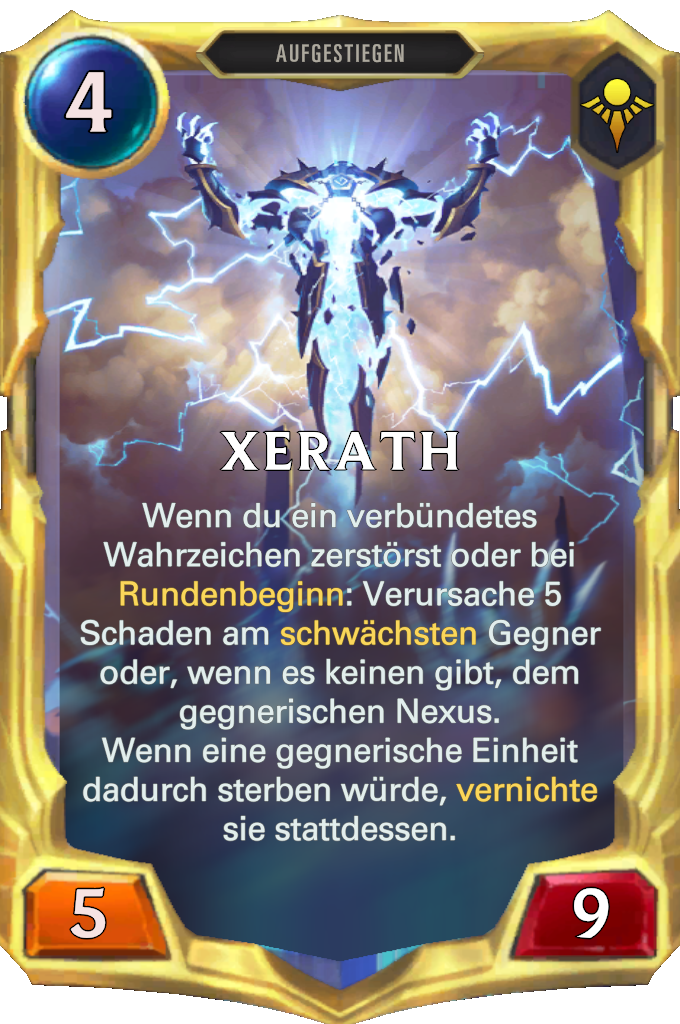 AUFGESTIEGEN
4
XERATH
Wenn du ein verbündetes
Wahrzeichen zerstörst oder bei
Rundenbeginn: Verursache 5
Schaden am schwächsten Gegner
oder, wenn es keinen gibt, dem
gegnerischen Nexus.
Wenn eine gegnerische Einheit
dadurch sterben würde, vernichte
sie stattdessen.
5
9